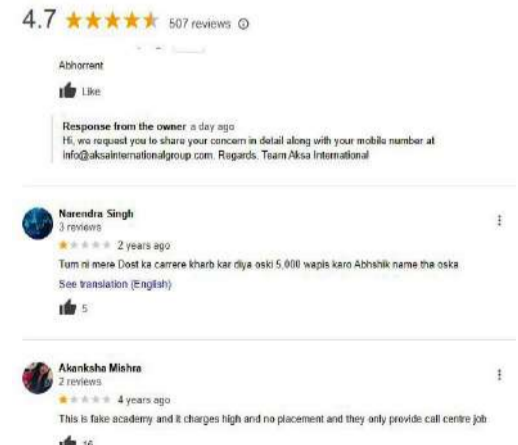 4.7 507 reviews
Abhorrent
Like
Response from the owner a day ago
Hi, we request you to share your concern in detail along with your mobile number at
info@aksainternationalgroup.com. Regards. Team Aksa International
Narendra Singh
3 reviews
2 years ago
Tum ni mere Dost ka carrere kharb kar diya oski 5,000 wapis karo Abhshik name the oska
See translation (English)
5
Akanksha Mishra
2 reviews
4 years ago
This is fake academy and it charges high and no placement and they only provide call centre job
16